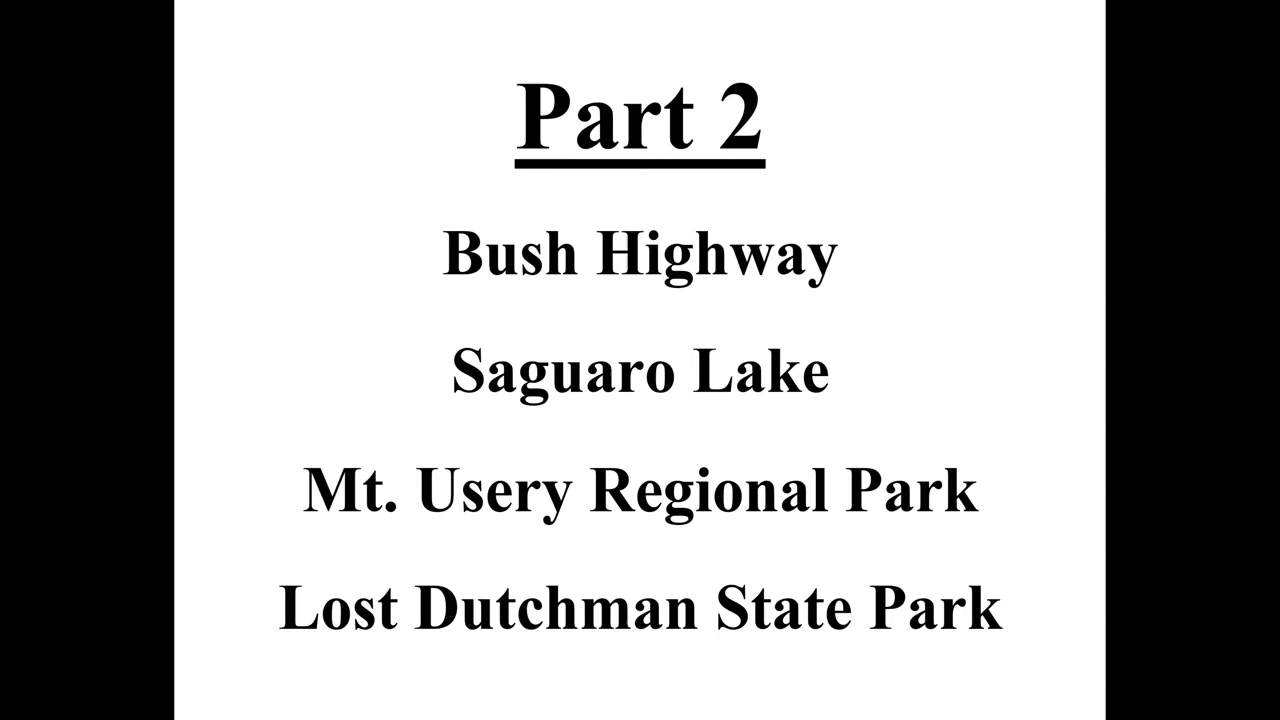 Part 2
Bush Highway
Saguaro Lake
Mt. Usery Regional Park
Lost Dutchman State Park